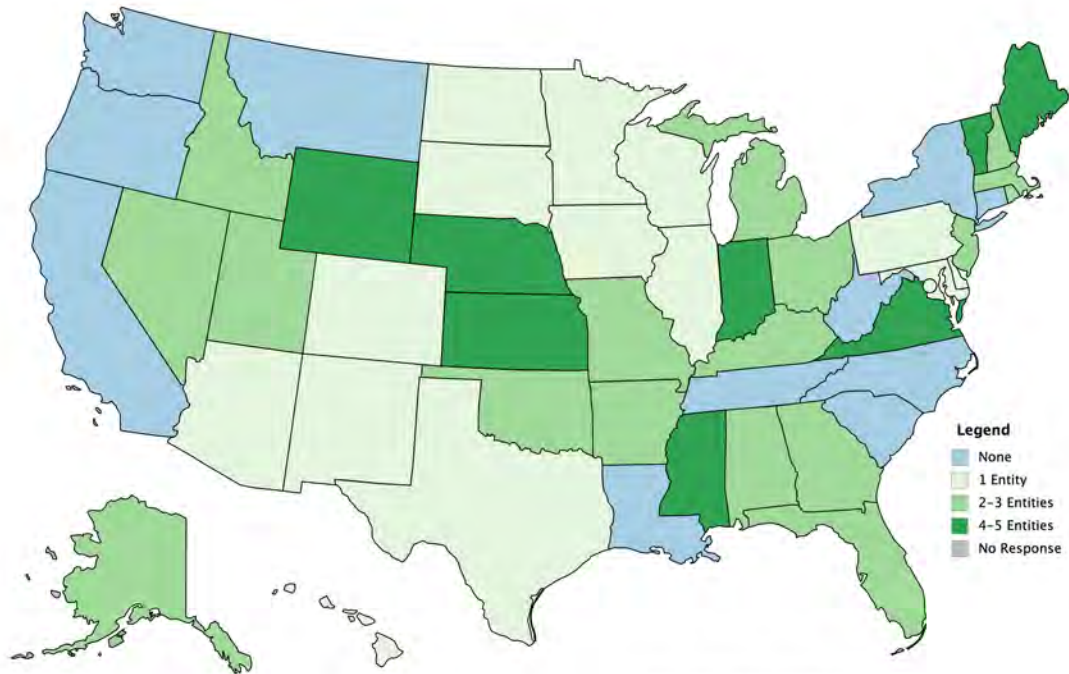 Legend
None
1 Entity
2-3 Entities
4-5 Entities
No Response